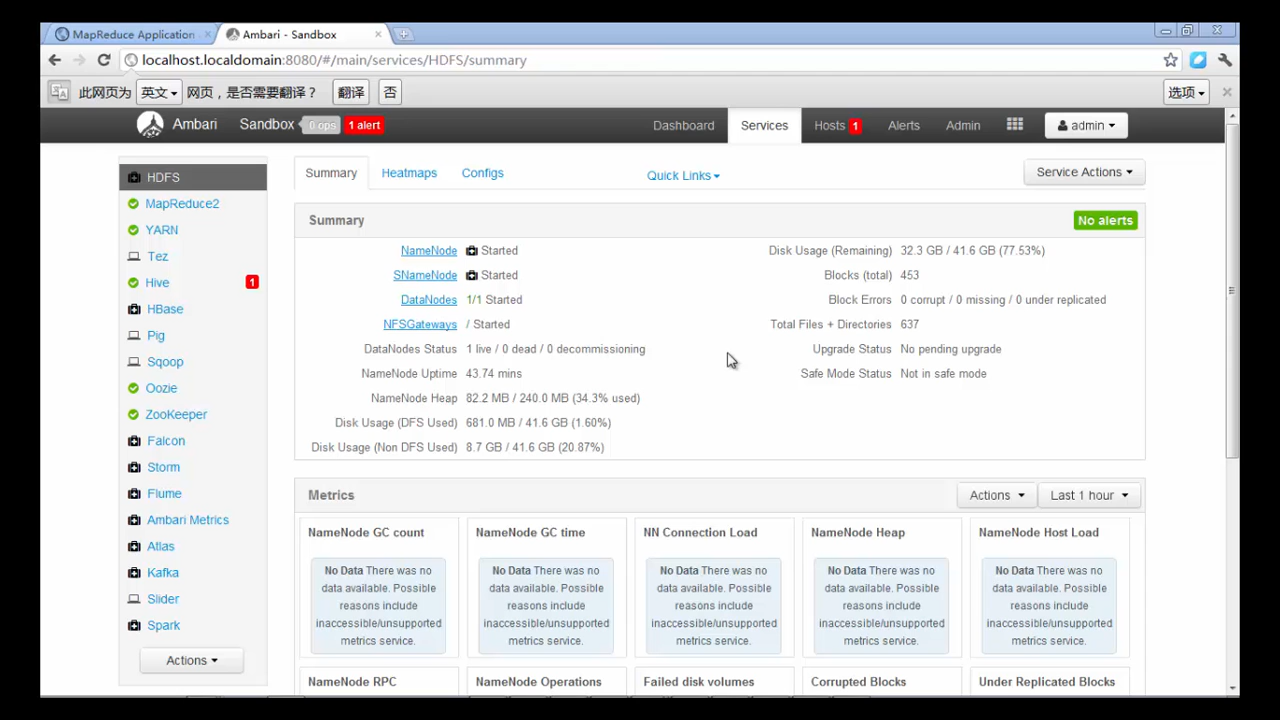 MapReduce Application
Ambari - Sandbox
localhost.localdomain:8080/#/main/services/HDFS/summary
此网页为 英文 网页，是否需要翻译？ 翻译 否 选项
Ambari Sandbox 0 ops 1 alert Dashboard Services Hosts 1 Alerts Admin admin
HDFS
MapReduce2
YARN
Tez
Hive 1
HBase
Pig
Sqoop
Oozie
ZooKeeper
Falcon
Storm
Flume
Ambari Metrics
Atlas
Kafka
Slider
Spark
Actions
Summary Heatmaps Configs Quick Links Service Actions
Summary No alerts
NameNode Started
SNameNode Started
DataNodes 1/1 Started
NFSGateways / Started
DataNodes Status 1 live / 0 dead / 0 decommissioning
NameNode Uptime 43.74 mins
NameNode Heap 82.2 MB / 240.0 MB (34.3% used)
Disk Usage (DFS Used) 681.0 MB / 41.6 GB (1.60%)
Disk Usage (Non DFS Used) 8.7 GB / 41.6 GB (20.87%)
Disk Usage (Remaining) 32.3 GB / 41.6 GB (77.53%)
Blocks (total) 453
Block Errors 0 corrupt / 0 missing / 0 under replicated
Total Files + Directories 637
Upgrade Status No pending upgrade
Safe Mode Status Not in safe mode
Metrics Actions Last 1 hour
NameNode GC count
No Data There was no
data available. Possible
reasons include
inaccessible/unsupported
metrics service.
NameNode GC time
No Data There was no
data available. Possible
reasons include
inaccessible/unsupported
metrics service.
NN Connection Load
No Data There was no
data available. Possible
reasons include
inaccessible/unsupported
metrics service.
NameNode Heap
No Data There was no
data available. Possible
reasons include
inaccessible/unsupported
metrics service.
NameNode Host Load
No Data There was no
data available. Possible
reasons include
inaccessible/unsupported
metrics service.
NameNode RPC
NameNode Operations
Failed disk volumes
Corrupted Blocks
Under Replicated Blocks